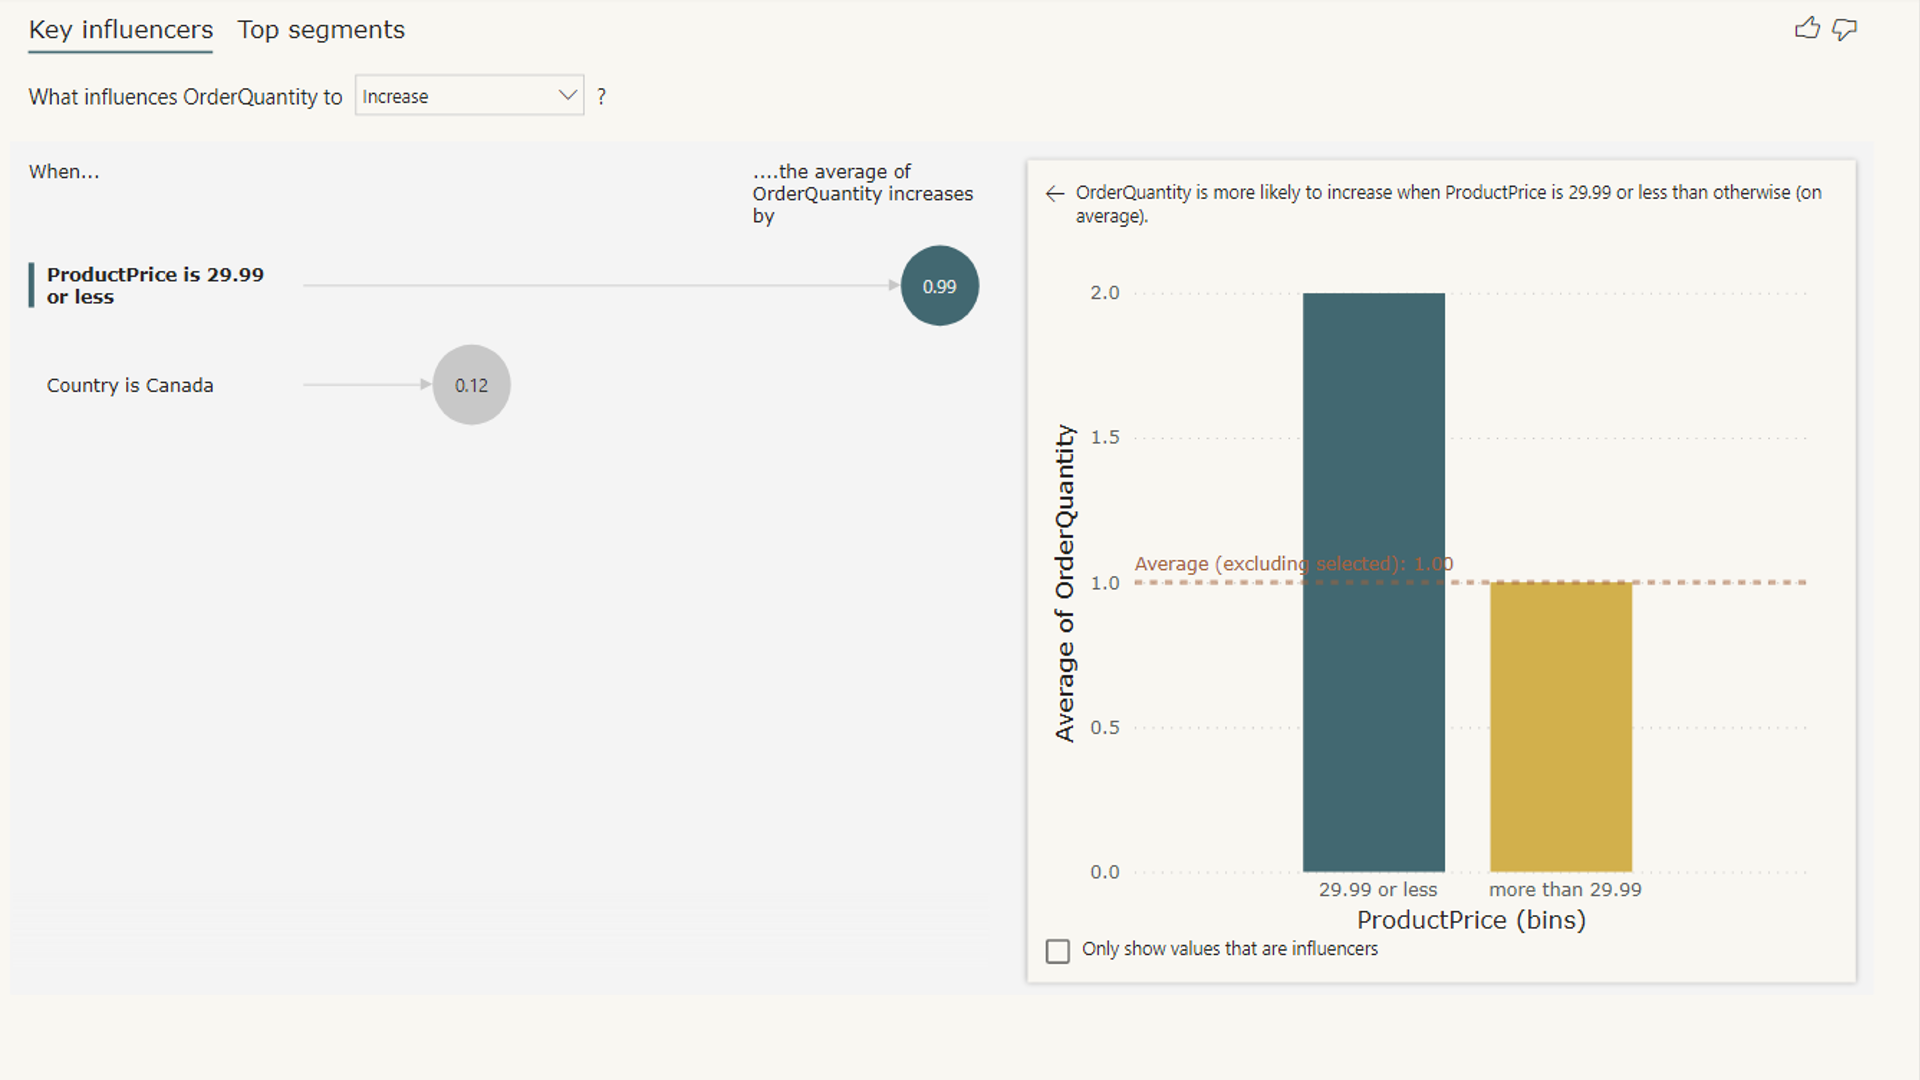 Key influencers
Top segments
What influences OrderQuantity to
Increase
?
When...
....the average of
OrderQuantity increases
by
ProductPrice is 29.99
or less
0.99
Country is Canada
0.12
OrderQuantity is more likely to increase when ProductPrice is 29.99 or less than otherwise (on
average).
2.0
1.5
Average (excluding selected): 1.00
1.0
0.5
0.0
Average of OrderQuantity
29.99 or less
more than 29.99
ProductPrice (bins)
Only show values that are influencers